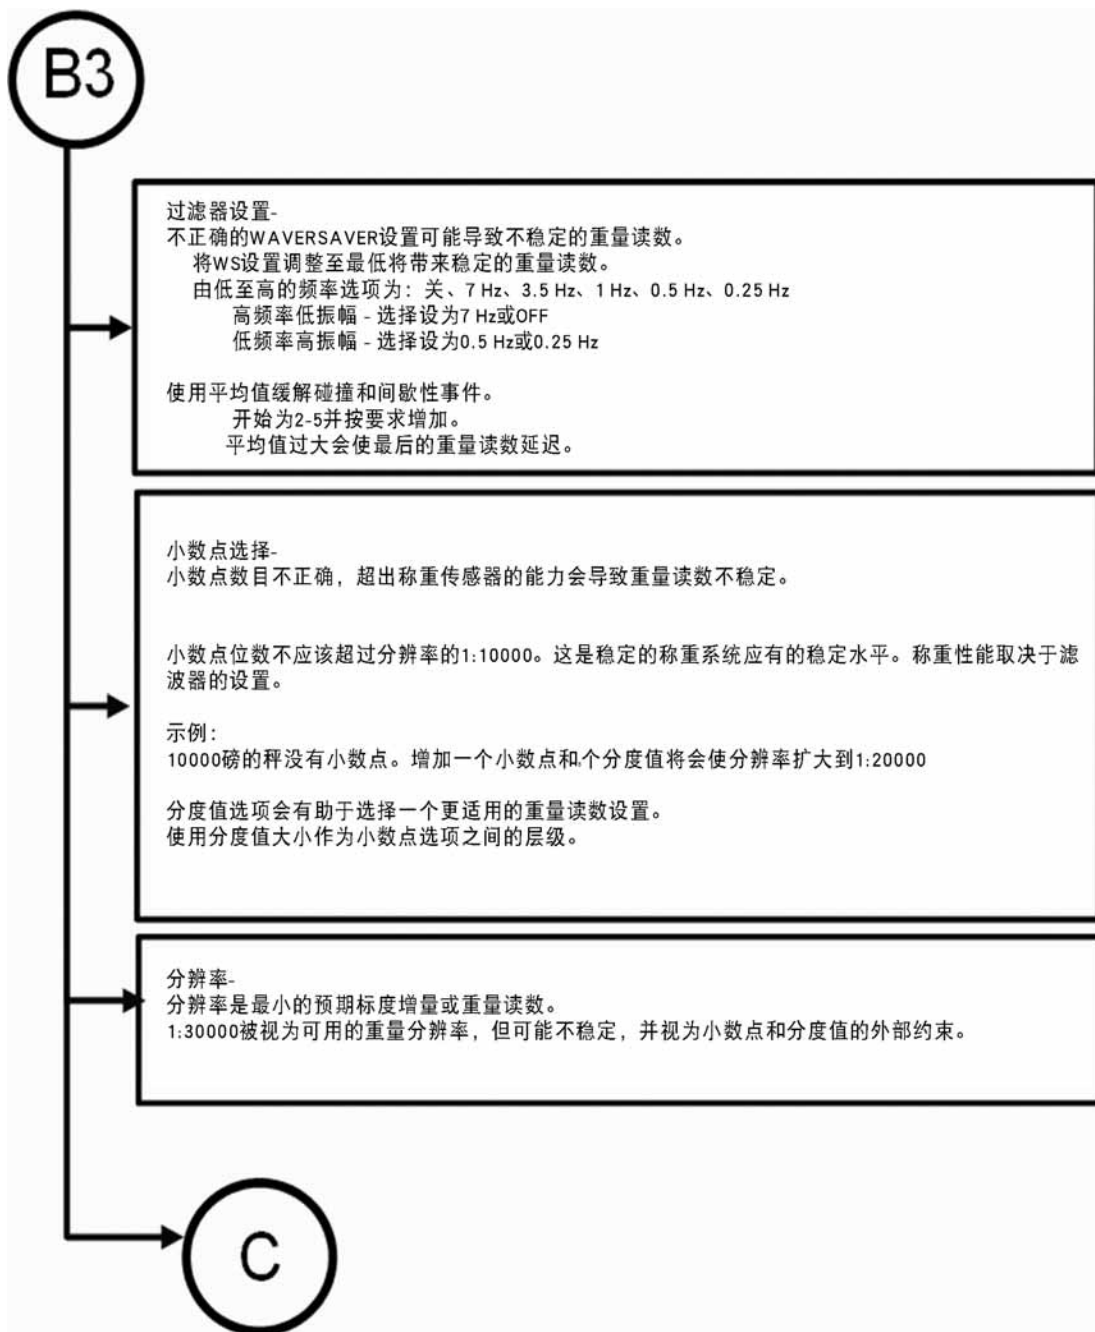 B3
过滤器设置-
不正确的WAVERSAVER设置可能导致不稳定的重量读数。
将WS设置调整至最低将带来稳定的重量读数。
由低至高的频率选项为：关、7 Hz、3.5 Hz、1 Hz、0.5 Hz、0.25 Hz
高频率低振幅 - 选择设为7 Hz或OFF
低频率高振幅 - 选择设为0.5 Hz或0.25 Hz
使用平均值缓解碰撞和间歇性事件。
开始为2-5并按要求增加。
平均值过大会使最后的重量读数延迟。
小数点选择-
小数点数目不正确，超出称重传感器的能力会导致重量读数不稳定。
小数点位数不应该超过分辨率的1:10000。这是稳定的称重系统应有的稳定水平。称重性能取决于滤
波器的设置。
示例：
10000磅的秤没有小数点。增加一个小数点和个分度值将会使分辨率扩大到1:20000
分度值选项会有助于选择一个更适用的重量读数设置。
使用分度值大小作为小数点选项之间的层级。
分辨率-
分辨率是最小的预期标度增量或重量读数。
1:30000被视为可用的重量分辨率，但可能不稳定，并视为小数点和分度值的外部约束。
C